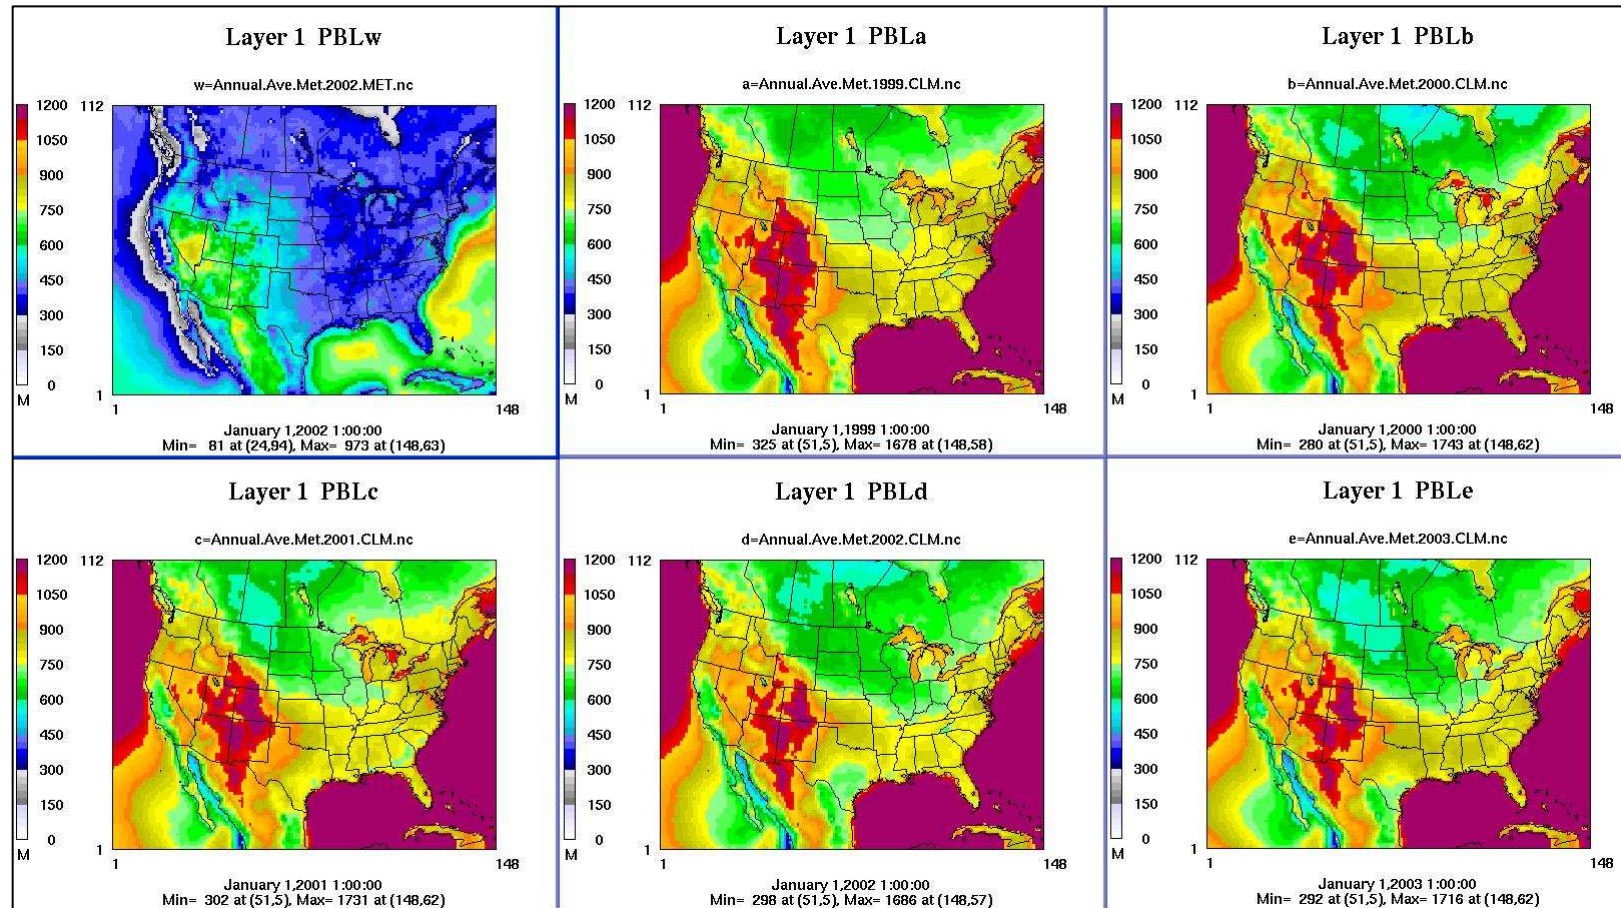 Layer 1 PBLw
w=Annual.Ave.Met.2002.MET.nc
1200
1050
900
750
600
450
300
150
0
M
112
1
1
148
January 1,2002 1:00:00
Min= 81 at (24,94), Max= 973 at (148,63)
Layer 1 PBLa
a=Annual.Ave.Met.1999.CLM.nc
1200
1050
900
750
600
450
300
150
0
M
112
1
1
148
January 1,1999 1:00:00
Min= 325 at (51,5), Max= 1678 at (148,58)
Layer 1 PBLb
b=Annual.Ave.Met.2000.CLM.nc
1200
1050
900
750
600
450
300
150
0
M
112
1
1
148
January 1,2000 1:00:00
Min= 280 at (51,5), Max= 1743 at (148,62)
Layer 1 PBLc
c=Annual.Ave.Met.2001.CLM.nc
1200
1050
900
750
600
450
300
150
0
M
112
1
1
148
January 1,2001 1:00:00
Min= 302 at (51,5), Max= 1731 at (148,62)
Layer 1 PBLd
d=Annual.Ave.Met.2002.CLM.nc
1200
1050
900
750
600
450
300
150
0
M
112
1
1
148
January 1,2002 1:00:00
Min= 298 at (51,5), Max= 1686 at (148,57)
Layer 1 PBLe
e=Annual.Ave.Met.2003.CLM.nc
1200
1050
900
750
600
450
300
150
0
M
112
1
1
148
January 1,2003 1:00:00
Min= 292 at (51,5), Max= 1716 at (148,62)